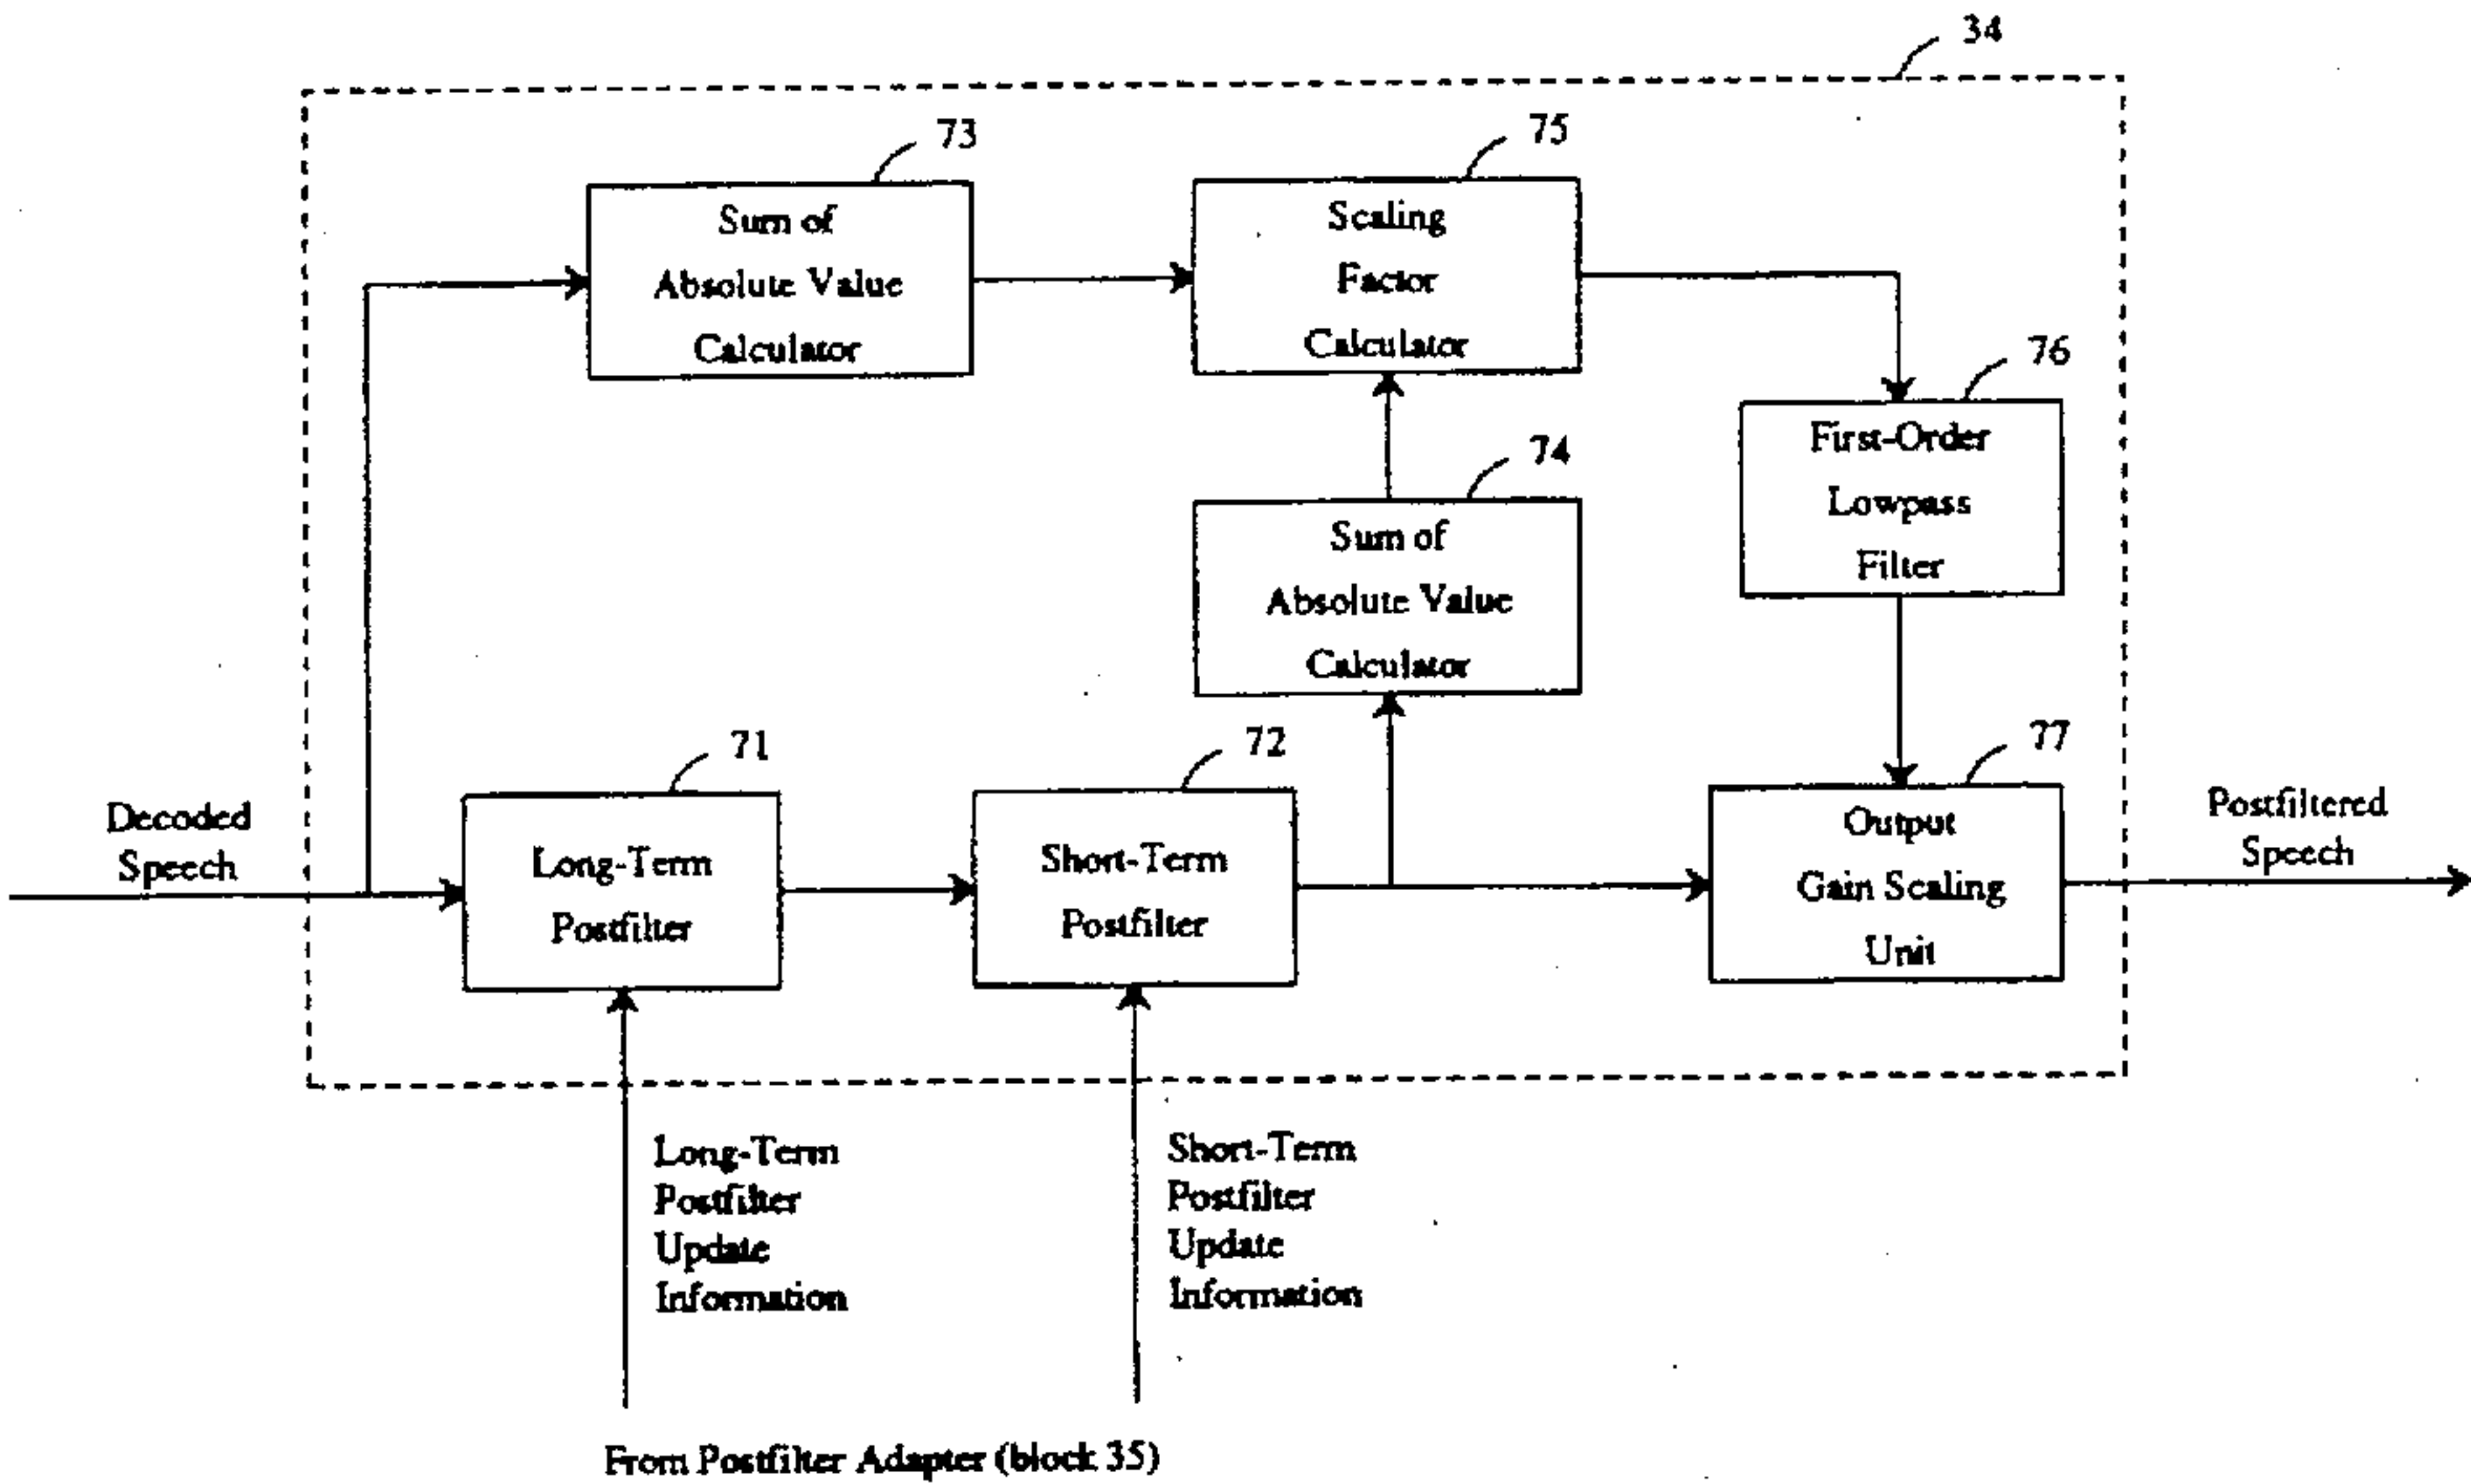 34
73
Sum of
Absolute Value
Calculator
75
Scaling
Factor
Calculator
76
First-Order
Lowpass
Filter
74
Sum of
Absolute Value
Calculator
Decoded
Speech
71
Long-Term
Postfilter
72
Short-Term
Postfilter
77
Output
Gain Scaling
Unit
Postfiltered
Speech
Long-Term
Postfilter
Update
Information
Short-Term
Postfilter
Update
Information
From Postfilter Adapter (block 35)